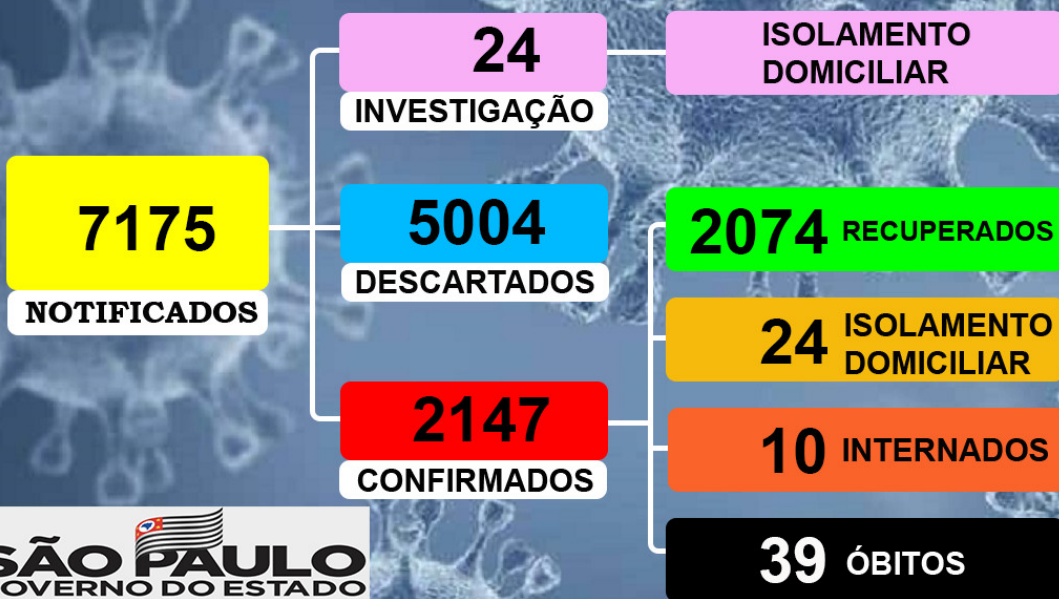 24
INVESTIGAÇÃO
ISOLAMENTO
DOMICILIAR
7175
NOTIFICADOS
5004
DESCARTADOS
2147
CONFIRMADOS
2074 RECUPERADOS
24 ISOLAMENTO
DOMICILIAR
10 INTERNADOS
39 ÓBITOS
SÃO PAULO
GOVERNO DO ESTADO